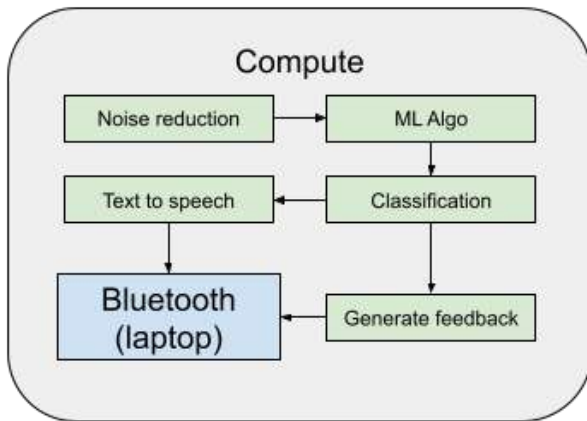 Compute
Noise reduction
ML Algo
Text to speech
Classification
Bluetooth
(laptop)
Generate feedback